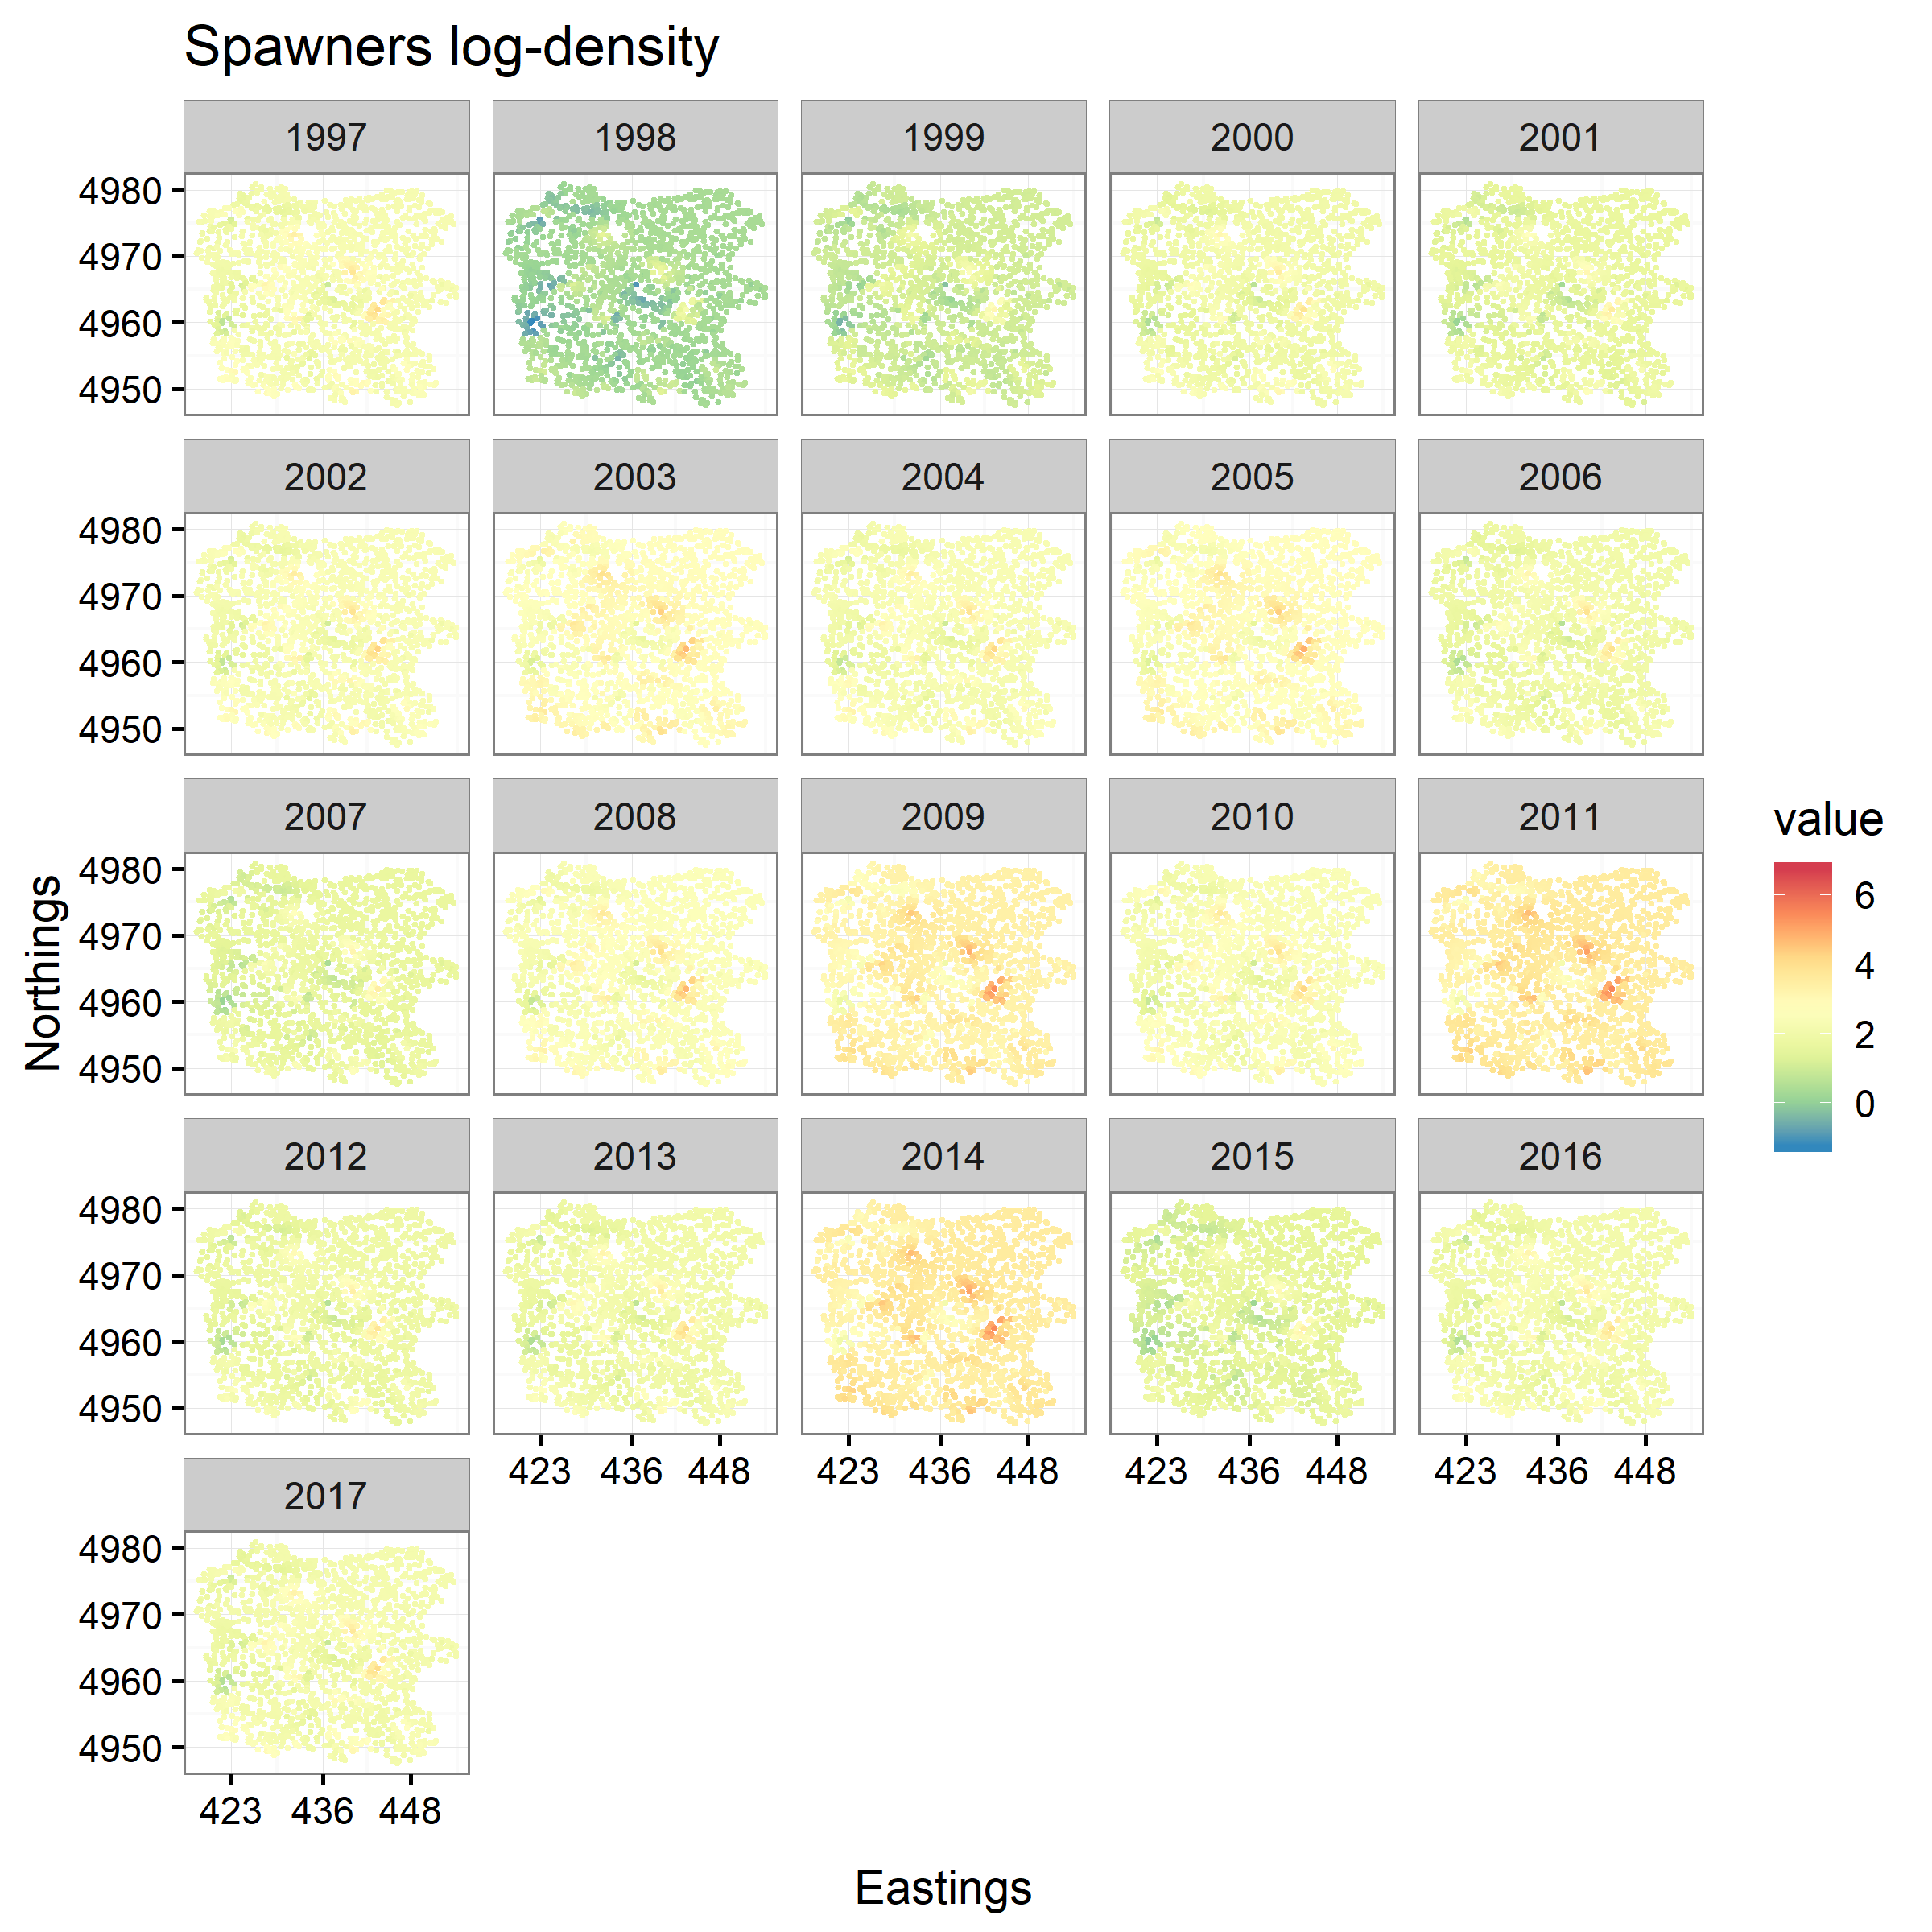 Spawners log-density
1997 1998 1999 2000 2001
4980
4970
4960
4950
2002 2003 2004 2005 2006
4980
4970
4960
4950
2007 2008 2009 2010 2011
4980
4970
4960
4950
2012 2013 2014 2015 2016
4980
4970
4960
4950
423 436 448 423 436 448 423 436 448 423 436 448
2017
4980
4970
4960
4950
423 436 448
Northings
Eastings
value
6
4
2
0